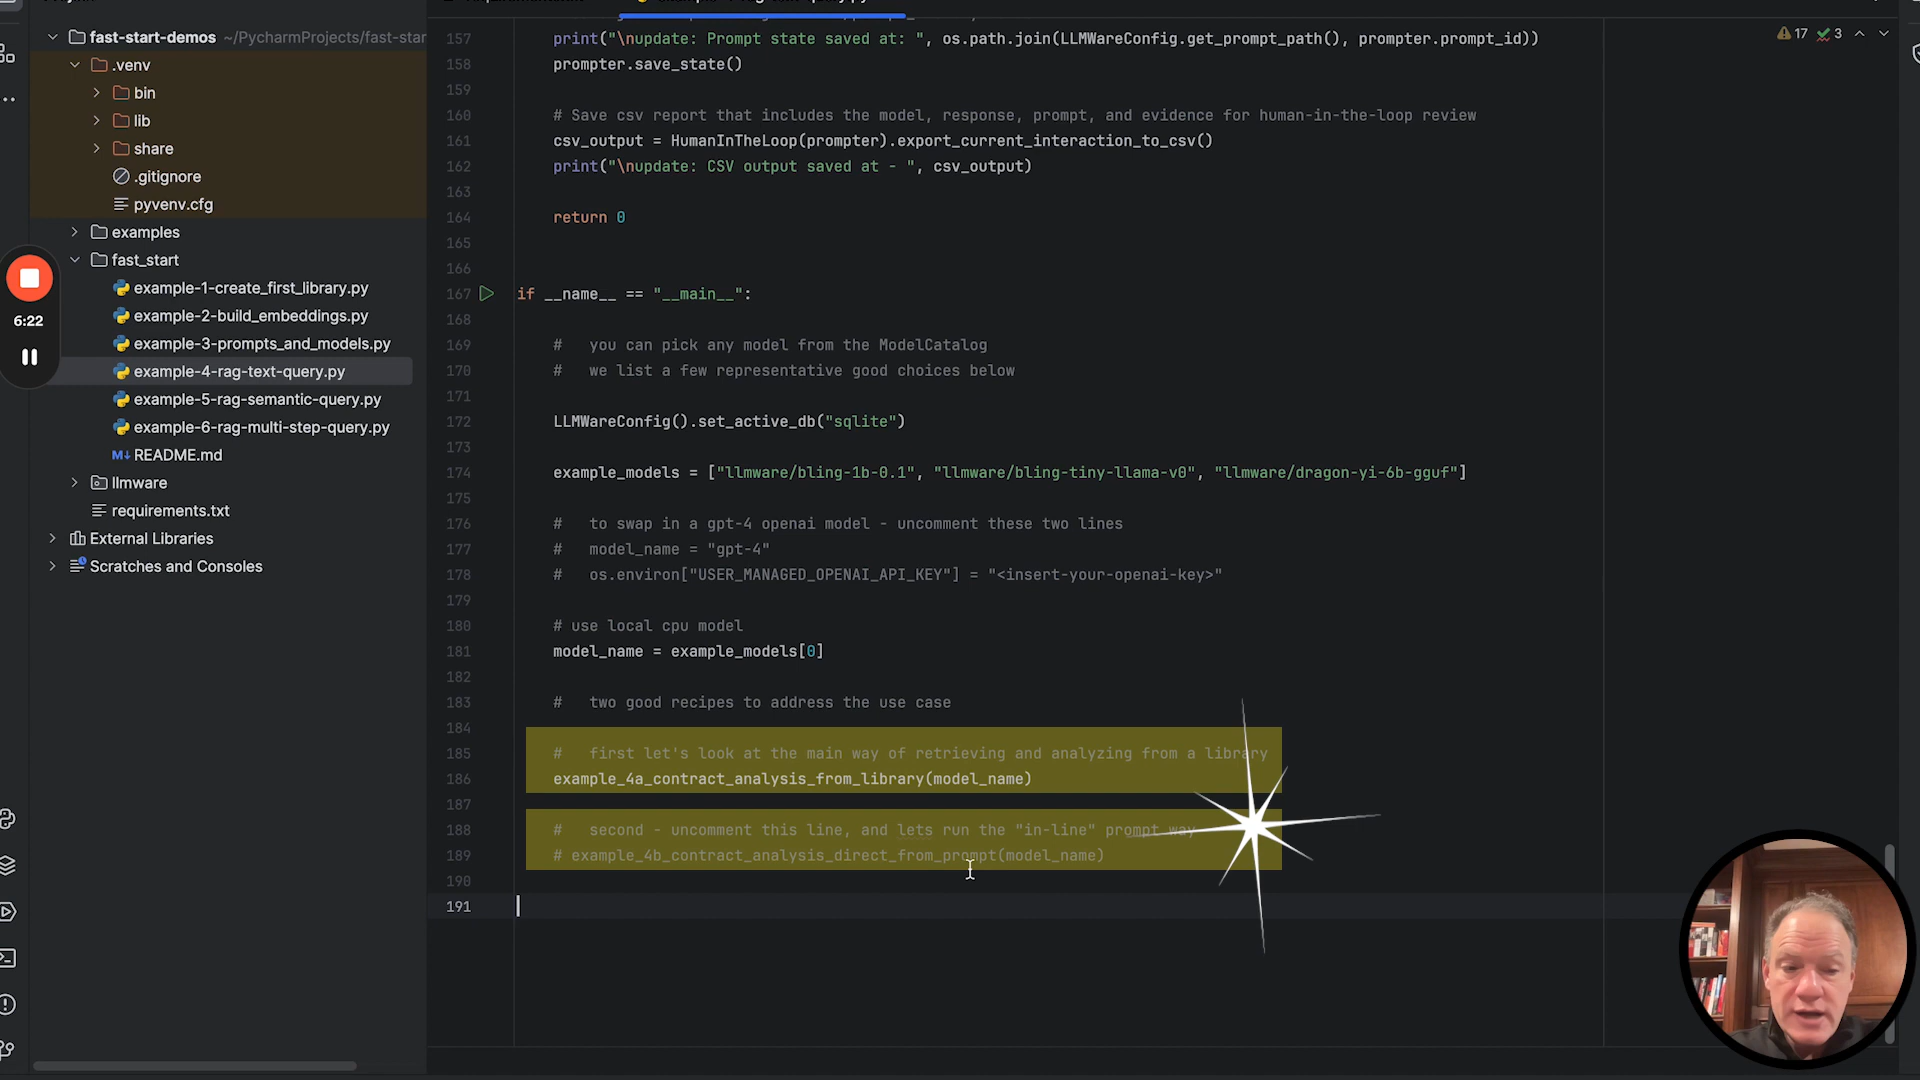 fast-start-demos ~/PycharmProjects/fast-star
.venv
bin
lib
share
.gitignore
pyvenv.cfg
examples
fast_start
example-1-create_first_library.py
example-2-build_embeddings.py
example-3-prompts_and_models.py
example-4-rag-text-query.py
example-5-rag-semantic-query.py
example-6-rag-multi-step-query.py
README.md
llmware
requirements.txt
External Libraries
Scratches and Consoles
6:22
17 3
157 print("\nupdate: Prompt state saved at: ", os.path.join(LLMWareConfig.get_prompt_path(), prompter.prompt_id))
158 prompter.save_state()
159
160 # Save csv report that includes the model, response, prompt, and evidence for human-in-the-loop review
161 csv_output = HumanInTheLoop(prompter).export_current_interaction_to_csv()
162 print("\nupdate: CSV output saved at - ", csv_output)
163
164 return 0
165
166
167 if __name__ == "__main__":
168
169 # you can pick any model from the ModelCatalog
170 # we list a few representative good choices below
171
172 LLMWareConfig().set_active_db("sqlite")
173
174 example_models = ["llmware/bling-1b-0.1", "llmware/bling-tiny-llama-v0", "llmware/dragon-yi-6b-gguf"]
175
176 # to swap in a gpt-4 openai model - uncomment these two lines
177 # model_name = "gpt-4"
178 # os.environ["USER_MANAGED_OPENAI_API_KEY"] = "<insert-your-openai-key>"
179
180 # use local cpu model
181 model_name = example_models[0]
182
183 # two good recipes to address the use case
184
185 # first let's look at the main way of retrieving and analyzing from a library
186 example_4a_contract_analysis_from_library(model_name)
187
188 # second - uncomment this line, and lets run the "in-line" prompt way
189 # example_4b_contract_analysis_direct_from_prompt(model_name)
190
191